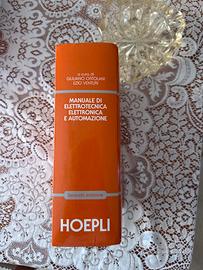 a cura di
GIULIANO ORTOLANI
EZIO VENTURI
MANUALE DI
ELETTROTECNICA
ELETTRONICA
E AUTOMAZIONE
HOEPLI